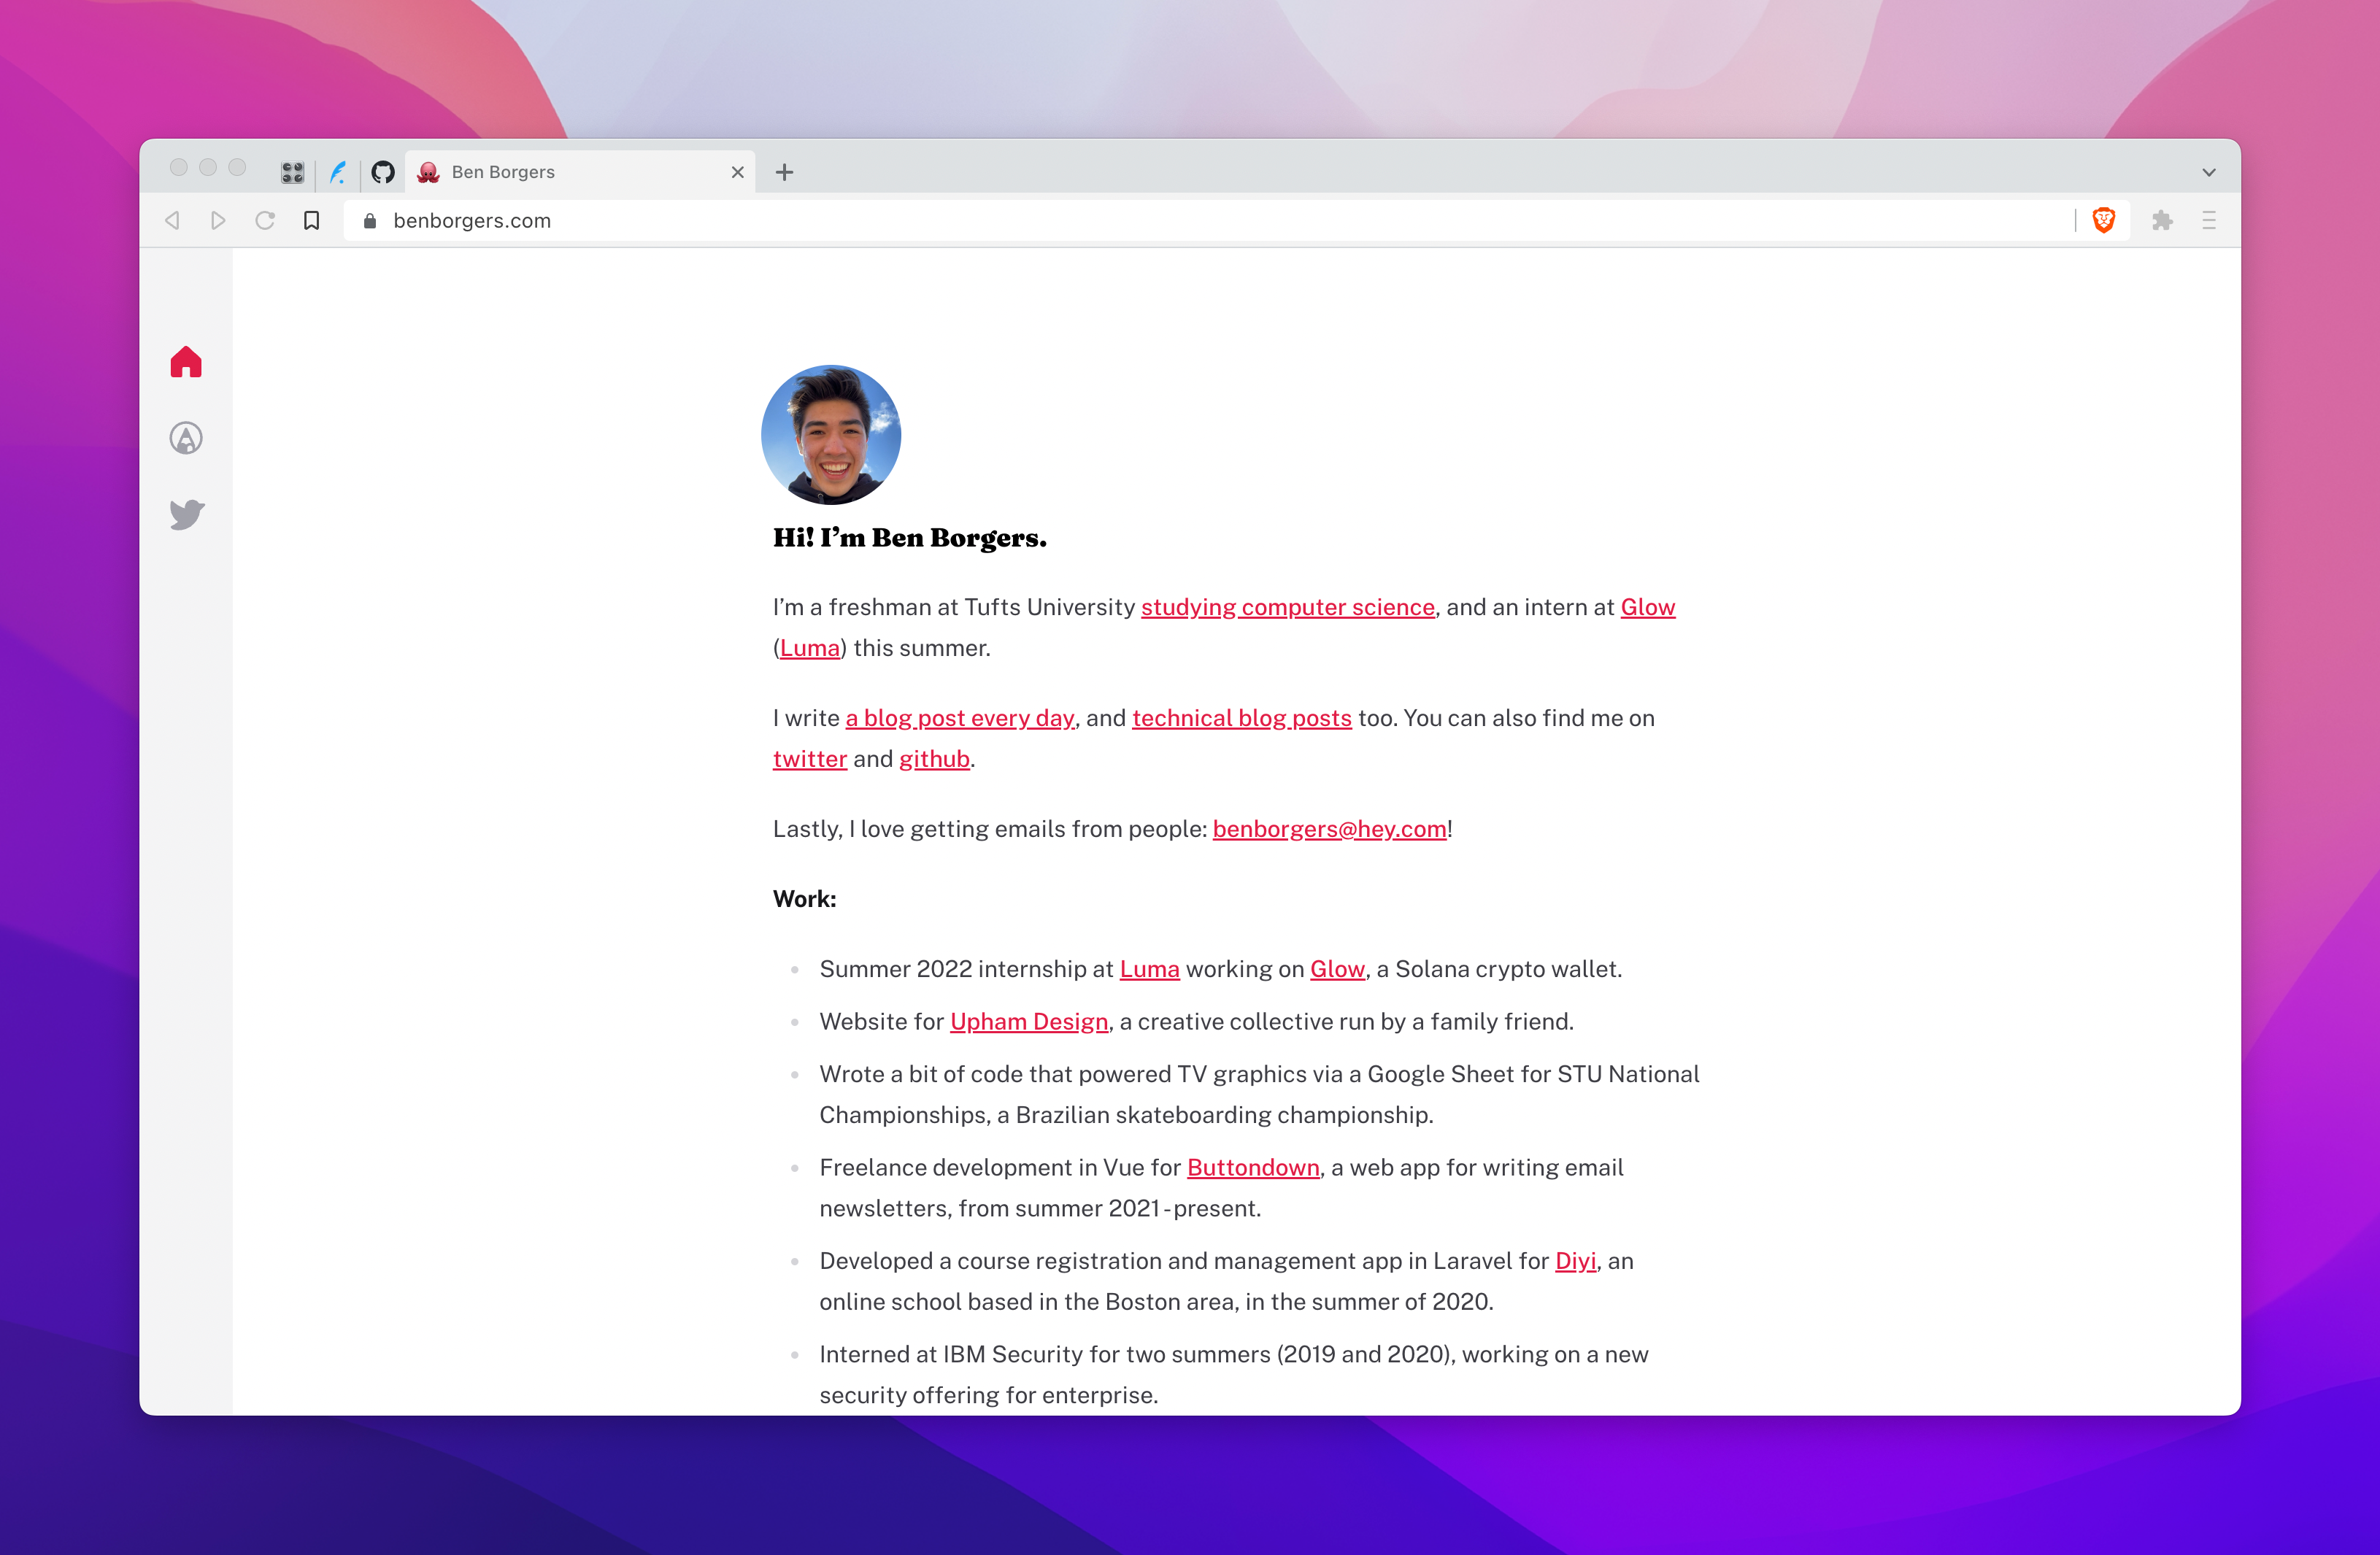 Ben Borgers
benborgers.com
Hi! I’m Ben Borgers.
I’m a freshman at Tufts University studying computer science, and an intern at Glow
(Luma) this summer.
I write a blog post every day, and technical blog posts too. You can also find me on
twitter and github.
Lastly, I love getting emails from people: benborgers@hey.com!
Work:
Summer 2022 internship at Luma working on Glow, a Solana crypto wallet.
Website for Upham Design, a creative collective run by a family friend.
Wrote a bit of code that powered TV graphics via a Google Sheet for STU National
Championships, a Brazilian skateboarding championship.
Freelance development in Vue for Buttondown, a web app for writing email
newsletters, from summer 2021-present.
Developed a course registration and management app in Laravel for Diyi, an
online school based in the Boston area, in the summer of 2020.
Interned at IBM Security for two summers (2019 and 2020), working on a new
security offering for enterprise.